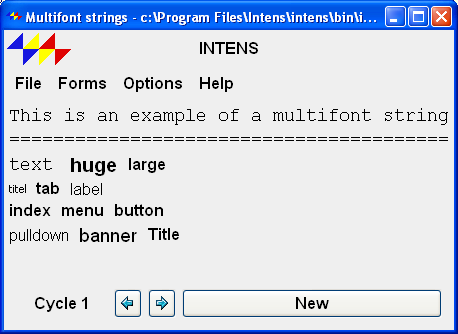 Multifont strings - c:\Program Files\Intens\intens\bin\i...
INTENS
File Forms Options Help
This is an example of a multifont string
========================================
text huge large
titel tab label
index menu button
pulldown banner Title
Cycle 1 New